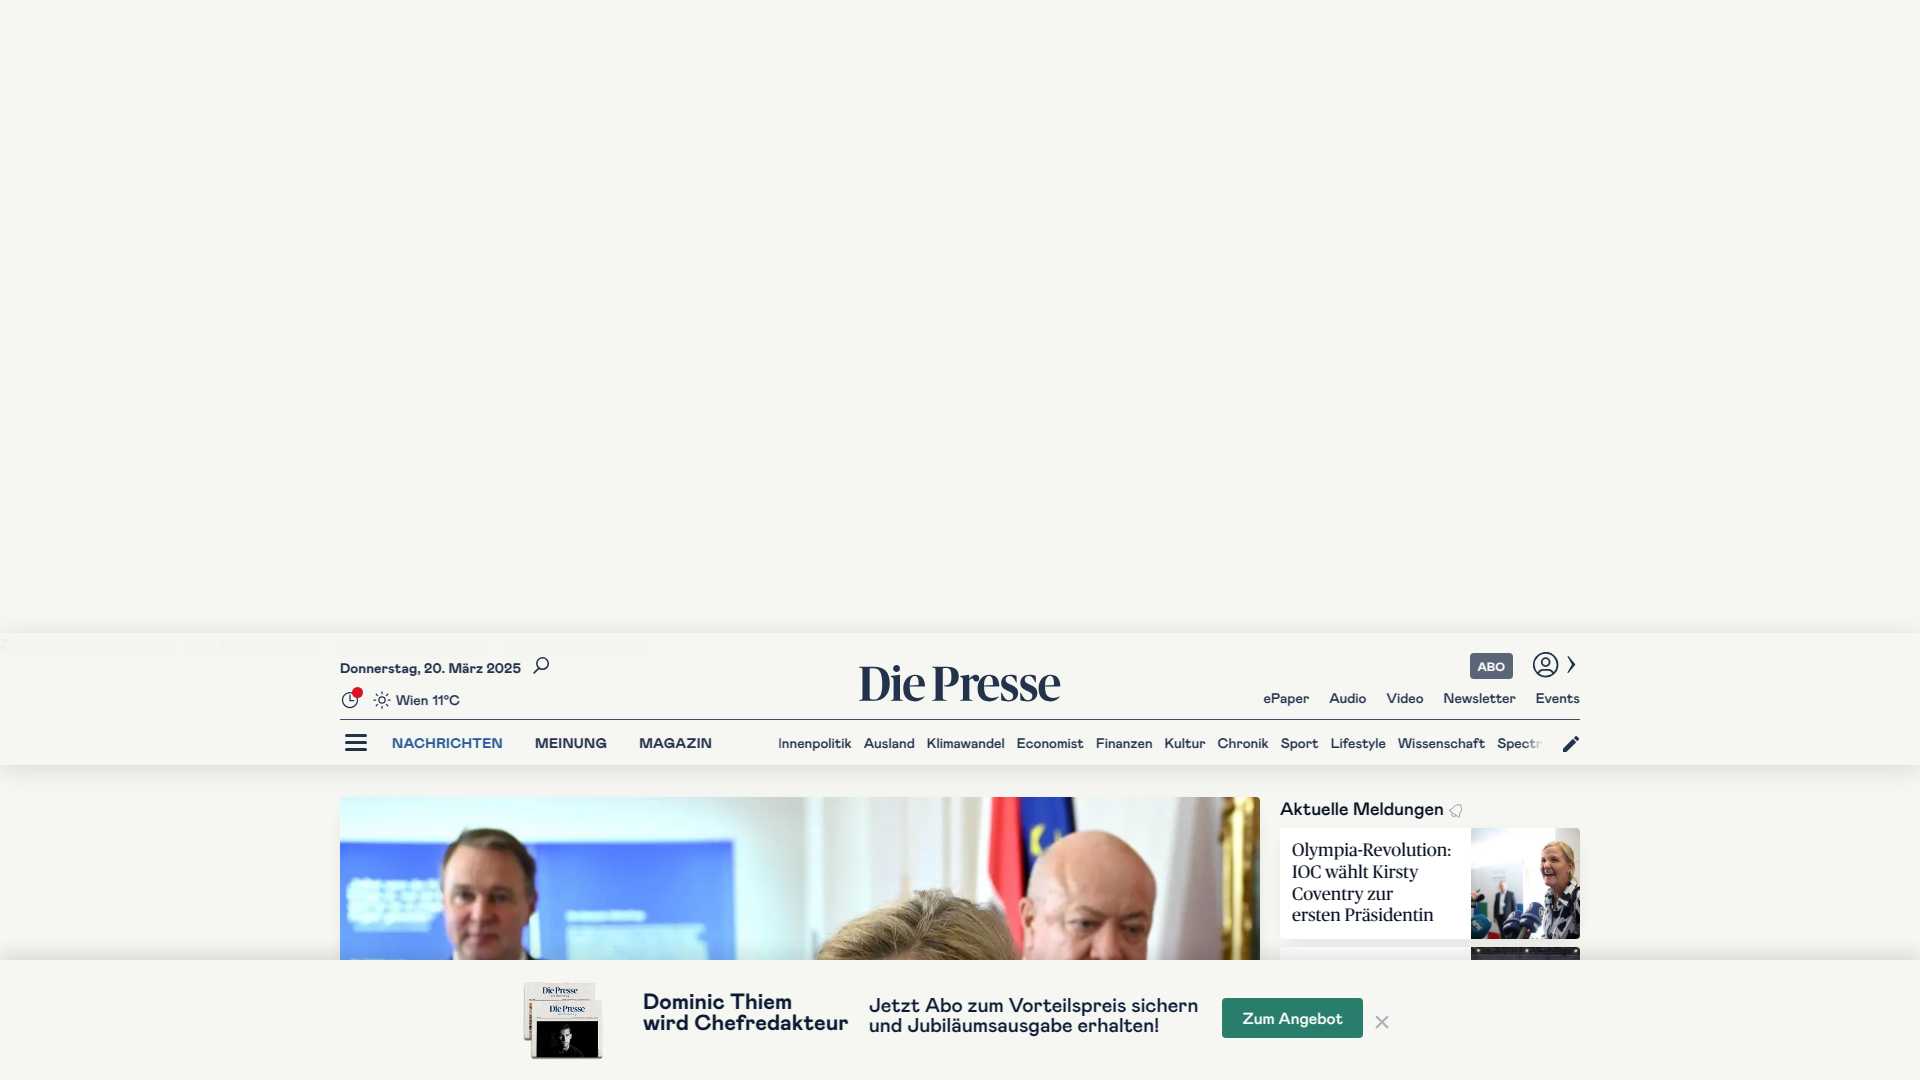 Donnerstag, 20. März 2025
Wien 11°C
Die Presse
ABO
ePaper Audio Video Newsletter Events
NACHRICHTEN MEINUNG MAGAZIN
Innenpolitik Ausland Klimawandel Economist Finanzen Kultur Chronik Sport Lifestyle Wissenschaft Spectr
Aktuelle Meldungen
Olympia-Revolution:
IOC wählt Kirsty
Coventry zur
ersten Präsidentin
Die Presse
Die Presse
Dominic Thiem
wird Chefredakteur
Jetzt Abo zum Vorteilspreis sichern
und Jubiläumsausgabe erhalten!
Zum Angebot